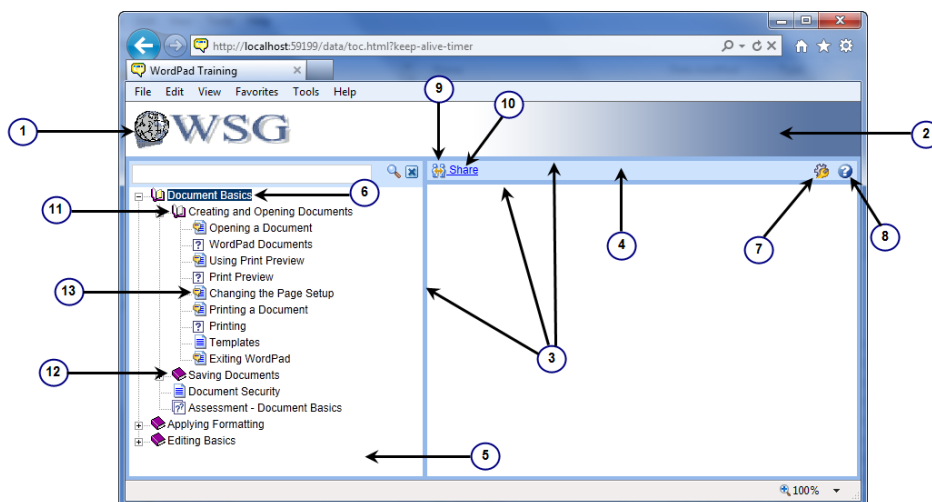 http://localhost:59199/data/toc.html?keep-alive-timer
WordPad Training
File Edit View Favorites Tools Help
9
10
1
WSG
2
Share
Document Basics
6
11
Creating and Opening Documents
Opening a Document
4
7
8
WordPad Documents
Using Print Preview
Print Preview
13
Changing the Page Setup
Printing a Document
Printing
Templates
3
Exiting WordPad
12
Saving Documents
Document Security
Assessment - Document Basics
Applying Formatting
Editing Basics
5
100%